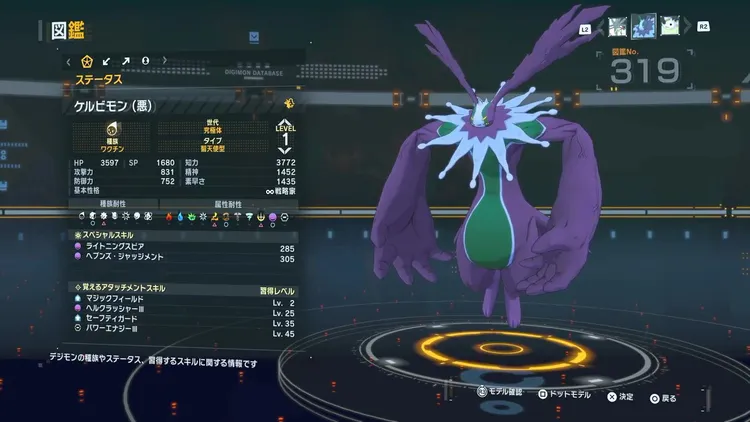 図鑑
L2
R2
ステータス
DIGIMON DATABASE
図鑑No.
319
ケルビモン（悪）
種族
ワクチン
世代
究極体
タイプ
智天使型
LEVEL
1
HP 3597 SP 1680 知力 3772
攻撃力 831 精神 1452
防御力 752 素早さ 1435
基本性格 戦略家
種族耐性 属性耐性
スペシャルスキル
ライトニングスピア 285
ヘブンズ・ジャッジメント 305
覚えるアタッチメントスキル 習得レベル
マジックフィールド Lv. 2
ヘルクラッシャーⅢ Lv. 25
セーフティガード Lv. 35
パワーエナジーⅢ Lv. 45
デジモンの種族やステータス、習得するスキルに関する情報です
モデル確認 ドットモデル 決定 戻る